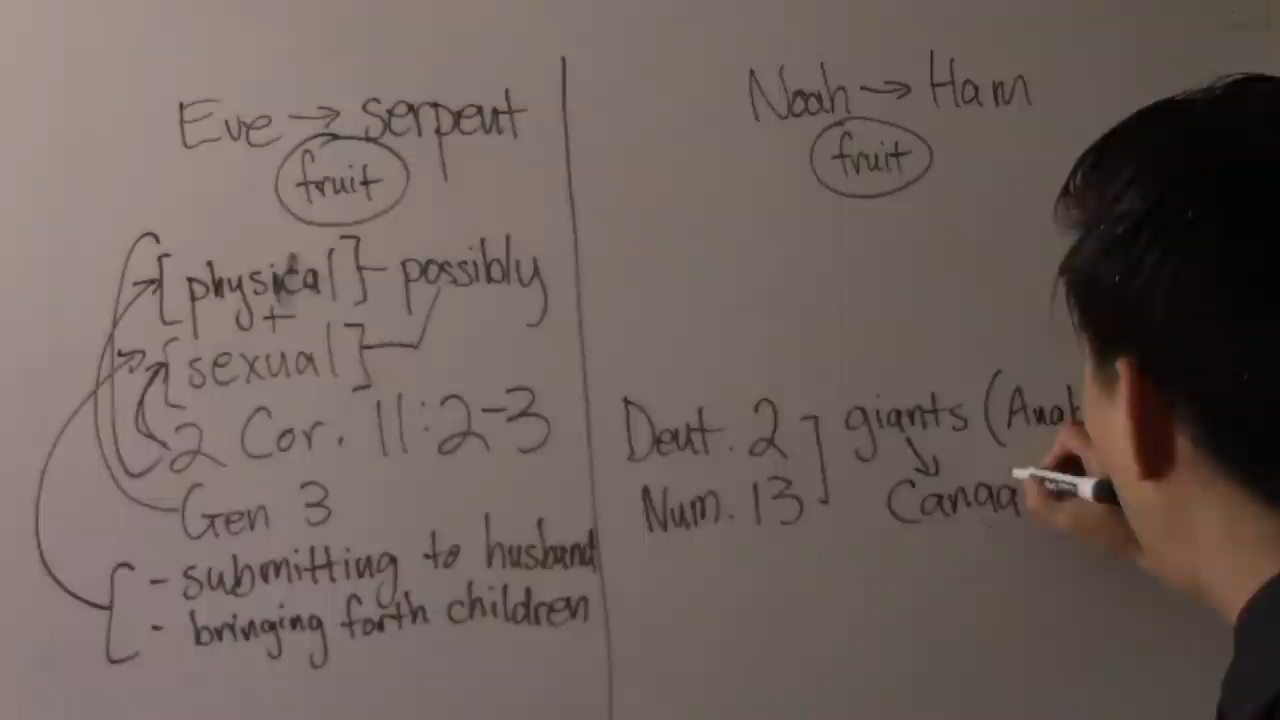 Eve → serpent
fruit
[physical] - possibly
+
[sexual]
2 Cor. 11:2-3
Gen 3
- submitting to husband
- bringing forth children
Noah → Ham
fruit
Deut. 2 ] giants (Anak
Num. 13
Canaa